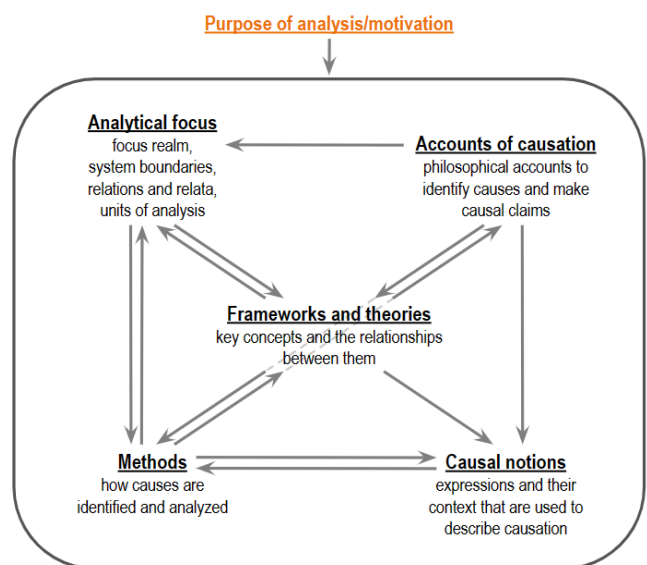 Purpose of analysis/motivation
Analytical focus
focus realm,
system boundaries,
relations and relata,
units of analysis
Accounts of causation
philosophical accounts to
identify causes and make
causal claims
Frameworks and theories
key concepts and the relationships
between them
Methods
how causes are
identified and analyzed
Causal notions
expressions and their
context that are used to
describe causation